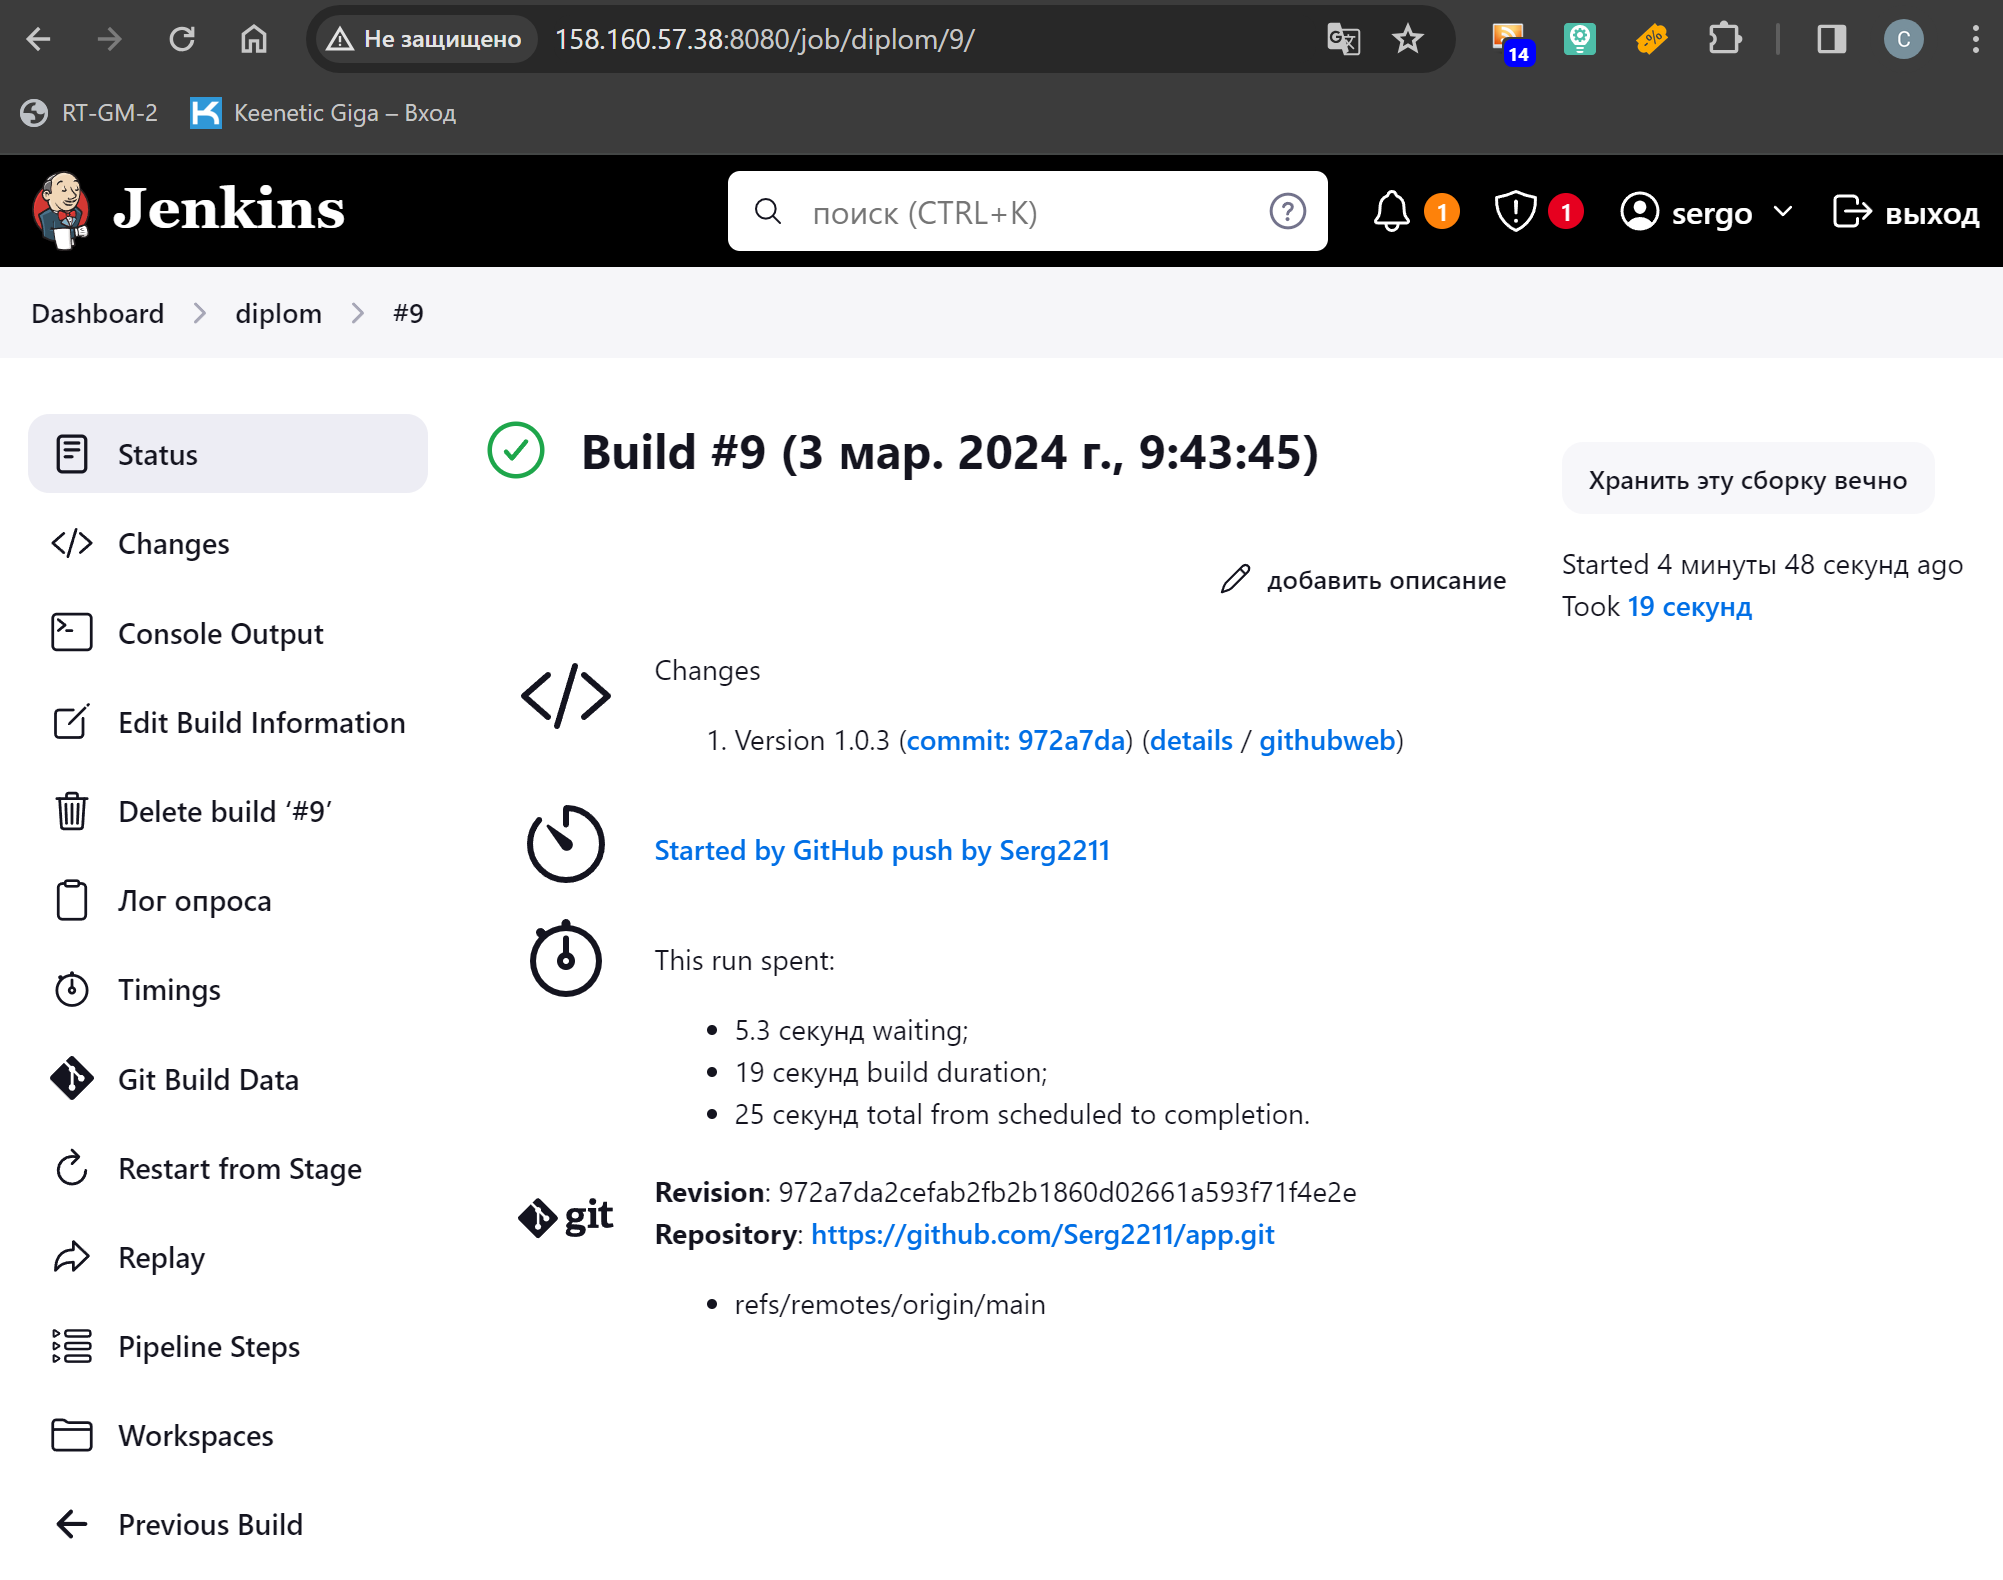 Не защищено
158.160.57.38:8080/job/diplom/9/
14
С
RT-GM-2
Keenetic Giga – Вход
Jenkins
поиск (CTRL+K)
1
1
sergo
выход
Dashboard
diplom
#9
Status
Changes
Console Output
Edit Build Information
Delete build ‘#9’
Лог опроса
Timings
Git Build Data
Restart from Stage
Replay
Pipeline Steps
Workspaces
Previous Build
Build #9 (3 мар. 2024 г., 9:43:45)
Хранить эту сборку вечно
добавить описание
Started 4 минуты 48 секунд ago
Took 19 секунд
Changes
1. Version 1.0.3 (commit: 972a7da) (details / githubweb)
Started by GitHub push by Serg2211
This run spent:
5.3 секунд waiting;
19 секунд build duration;
25 секунд total from scheduled to completion.
git
Revision: 972a7da2cefab2fb2b1860d02661a593f71f4e2e
Repository: https://github.com/Serg2211/app.git
refs/remotes/origin/main